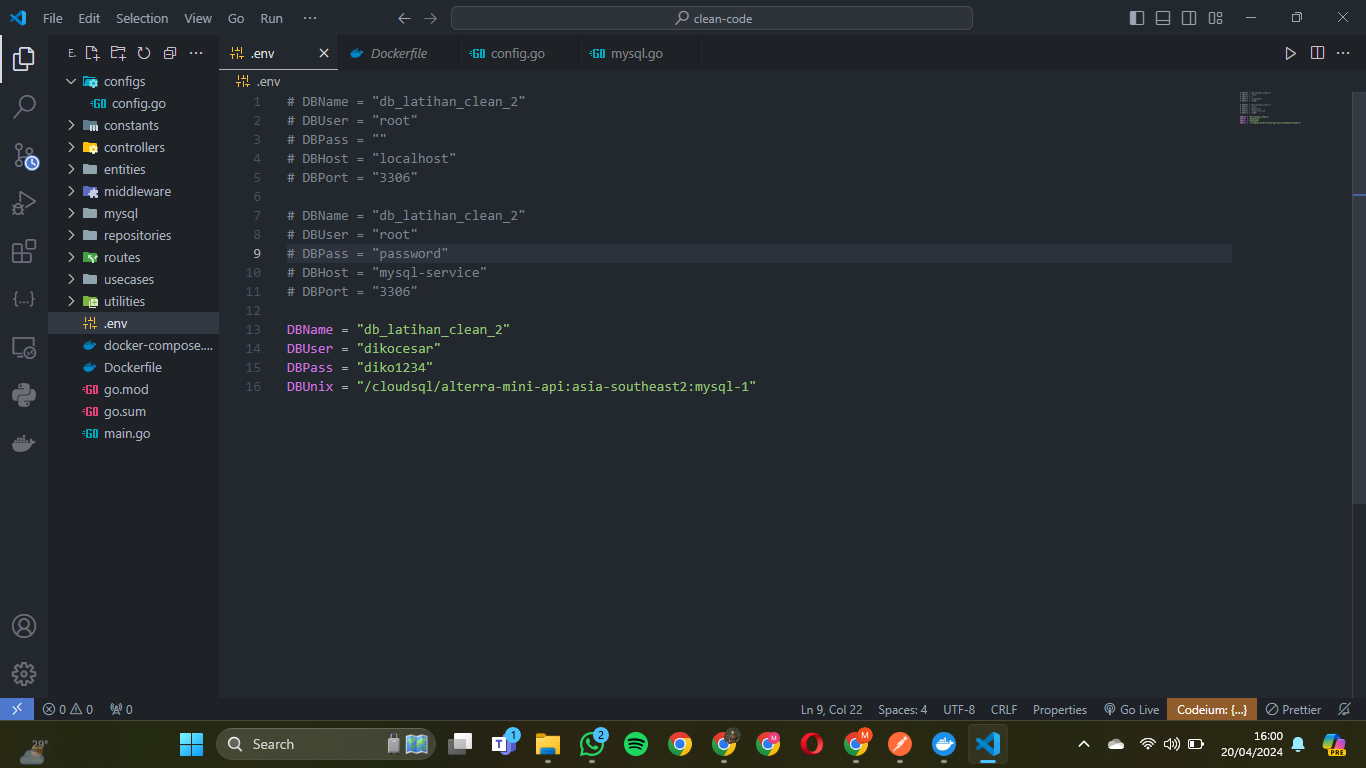 File Edit Selection View Go Run ··· clean-code
E. ···
configs
config.go
constants
controllers
entities
middleware
mysql
repositories
routes
usecases
utilities
.env
docker-compose....
Dockerfile
go.mod
go.sum
main.go
.env Dockerfile config.go mysql.go
.env
1 # DBName = "db_latihan_clean_2"
2 # DBUser = "root"
3 # DBPass = ""
4 # DBHost = "localhost"
5 # DBPort = "3306"
6
7 # DBName = "db_latihan_clean_2"
8 # DBUser = "root"
9 # DBPass = "password"
10 # DBHost = "mysql-service"
11 # DBPort = "3306"
12
13 DBName = "db_latihan_clean_2"
14 DBUser = "dikocesar"
15 DBPass = "diko1234"
16 DBUnix = "/cloudsql/alterra-mini-api:asia-southeast2:mysql-1"
0 0 0 Ln 9, Col 22 Spaces: 4 UTF-8 CRLF Properties Go Live Codeium: {...} Prettier
29° Search 1 2 M M PRE
16:00
20/04/2024